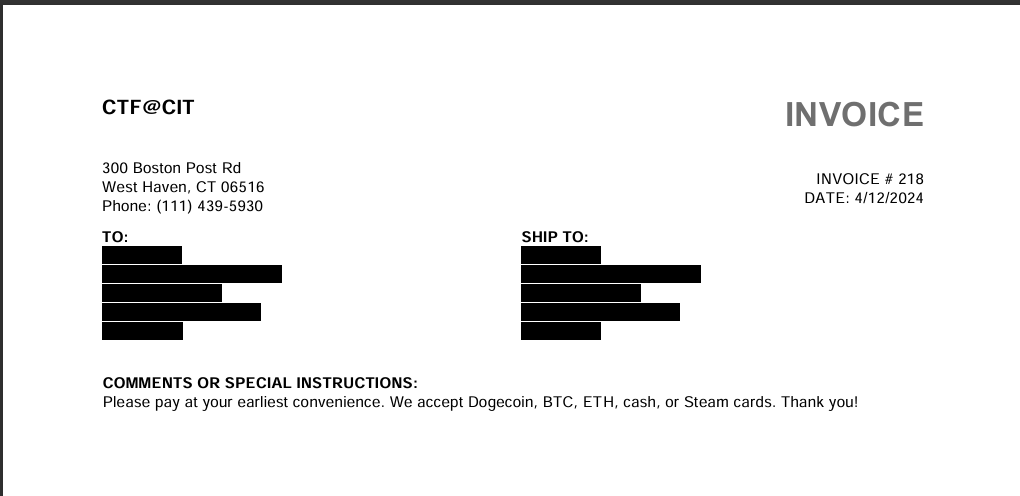 CTF@CIT
INVOICE
300 Boston Post Rd
West Haven, CT 06516
Phone: (111) 439-5930
INVOICE # 218
DATE: 4/12/2024
TO:
SHIP TO:
COMMENTS OR SPECIAL INSTRUCTIONS:
Please pay at your earliest convenience. We accept Dogecoin, BTC, ETH, cash, or Steam cards. Thank you!